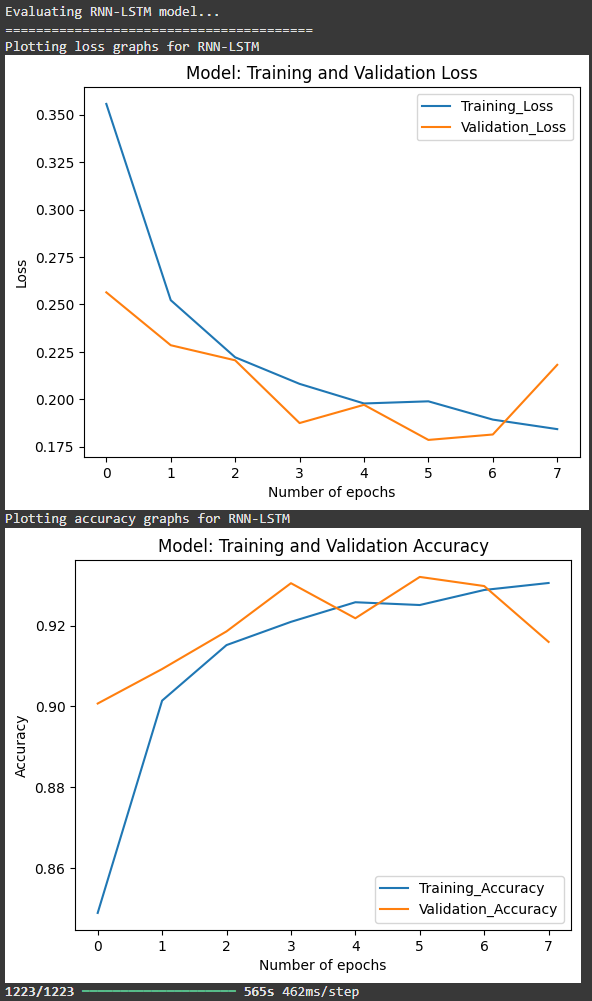 Evaluating RNN-LSTM model...
========================================
Plotting loss graphs for RNN-LSTM
Model: Training and Validation Loss
Training_Loss
Validation_Loss
0.350
0.325
0.300
0.275
0.250
0.225
0.200
0.175
Loss
0 1 2 3 4 5 6 7
Number of epochs
Plotting accuracy graphs for RNN-LSTM
Model: Training and Validation Accuracy
0.92
0.90
0.88
0.86
Accuracy
Training_Accuracy
Validation_Accuracy
0 1 2 3 4 5 6 7
Number of epochs
1223/1223 ━━━━━━━━━━━━━━━━━━━━ 565s 462ms/step